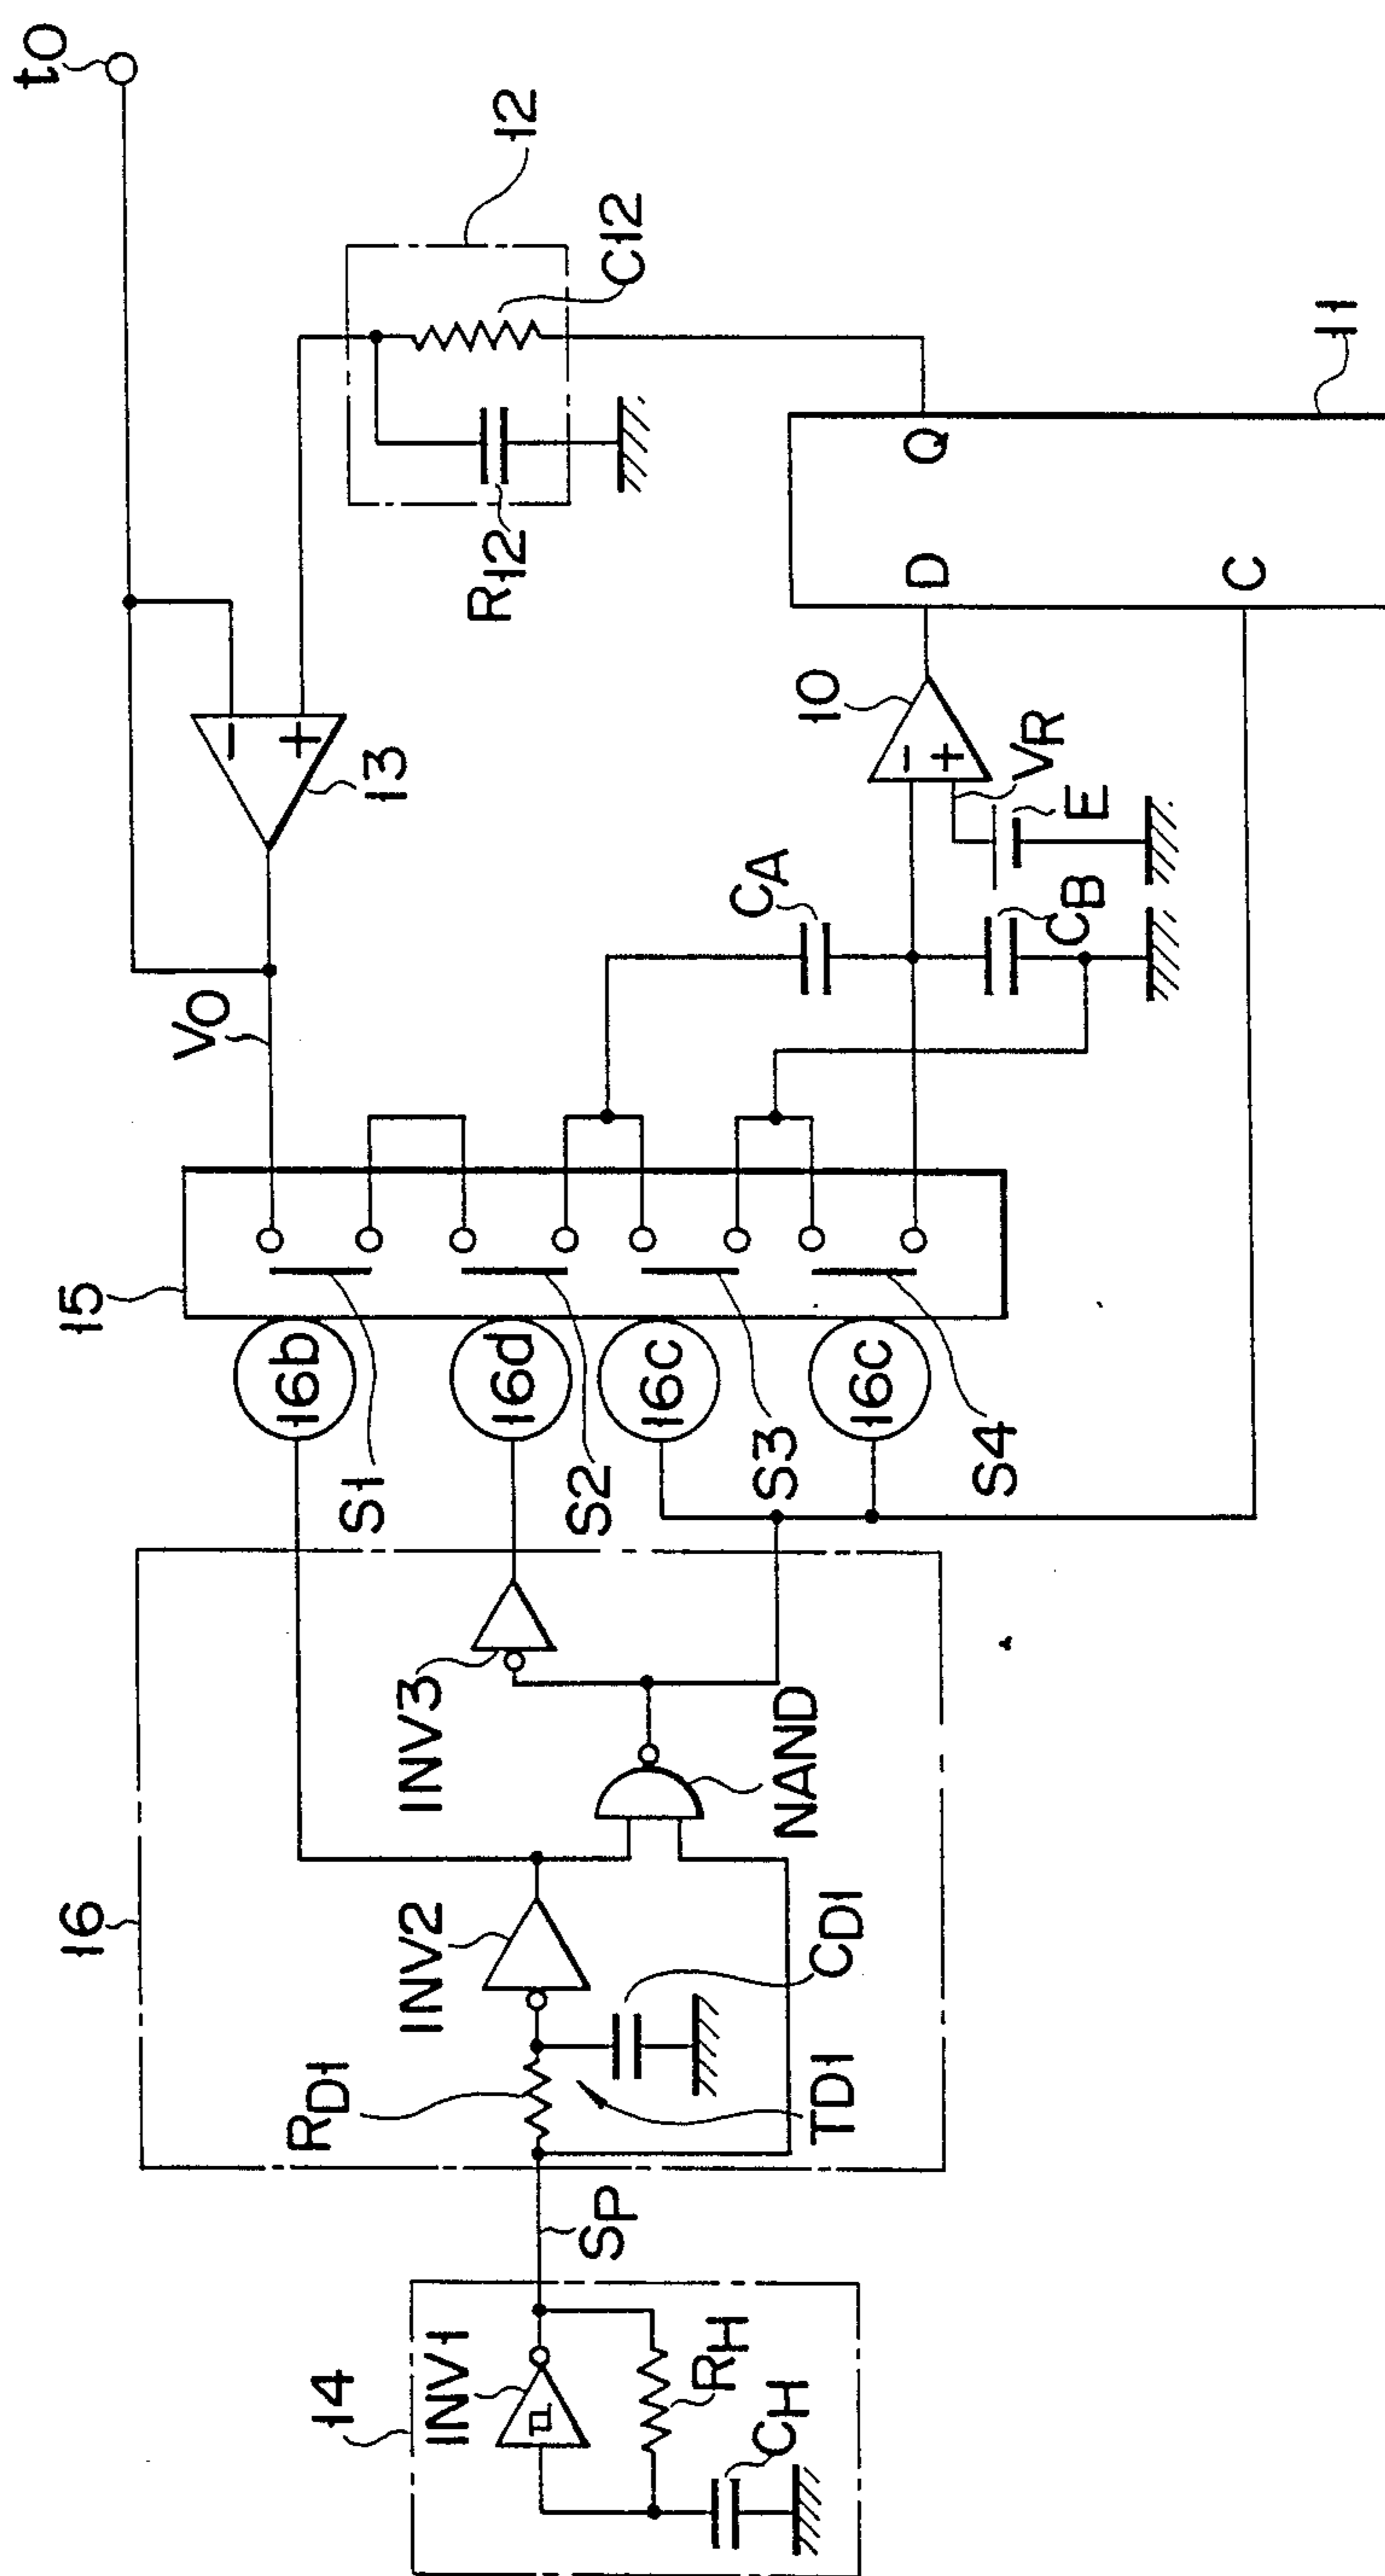 t0
12
C12
R12
13
V0
15
16b
16d
16c
16c
S1
S2
S3
S4
CA
CB
10
VR
E
D
Q
C
11
16
INV3
NAND
INV2
RD1
CD1
TD1
SP
14
INV1
RH
CH
−
+
−
+